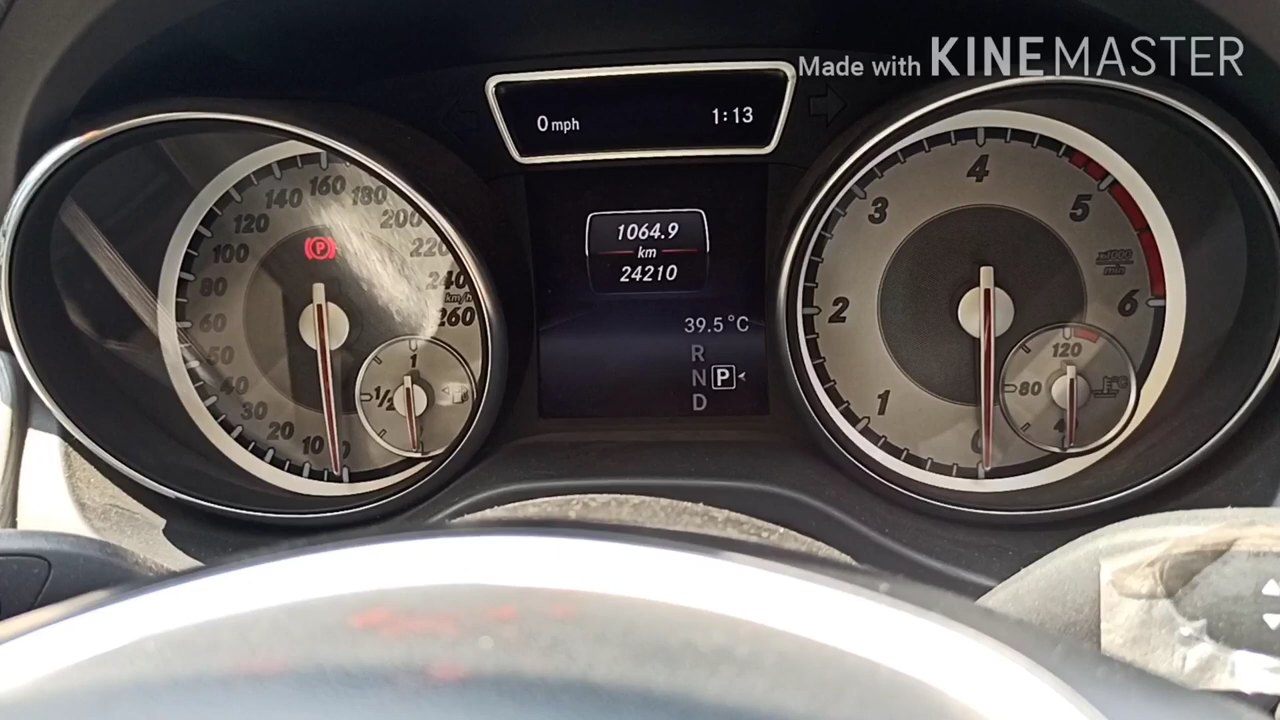 Made with KINEMASTER
0 mph 1:13
1064.9
km
24210
39.5°C
R
N P
D
10 20 30 40 50 60 80 100 120 140 160 180 200 220 240 260
km/h
P
1/2 1
0 1 2 3 4 5 6
x1000
min
80 120
°C